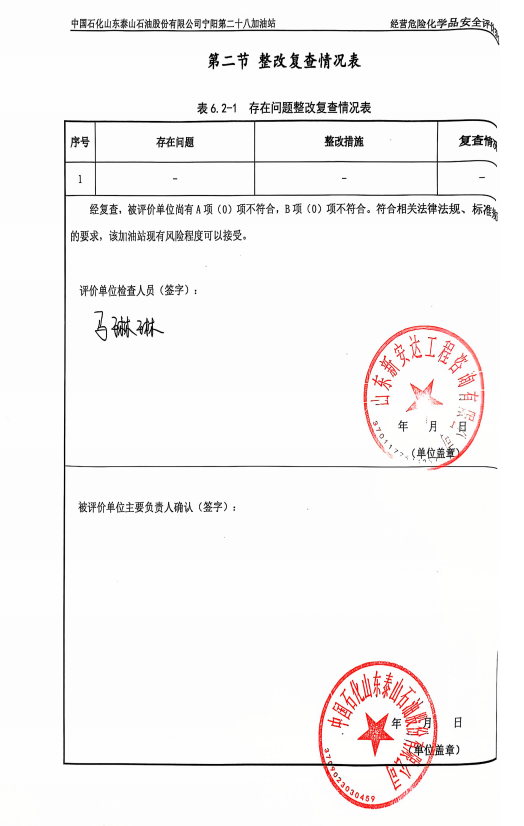 中国石化山东泰山石油股份有限公司宁阳第二十八加油站 经营危险化学品安全评
第二节 整改复查情况表
表 6.2-1 存在问题整改复查情况表
序号 存在问题 整改措施 复查情
1 - - -
经复查，被评价单位尚有 A 项（0）项不符合，B 项（0）项不符合。符合相关法律法规、标准
的要求，该加油站现有风险程度可以接受。
评价单位检查人员（签字）：
马琳琳
山东新安达工程咨询有限
年 月 日
（单位盖章）
被评价单位主要负责人确认（签字）：
中国石化山东泰山石油股份有限公司
年 月 日
（单位盖章）
3709023030459